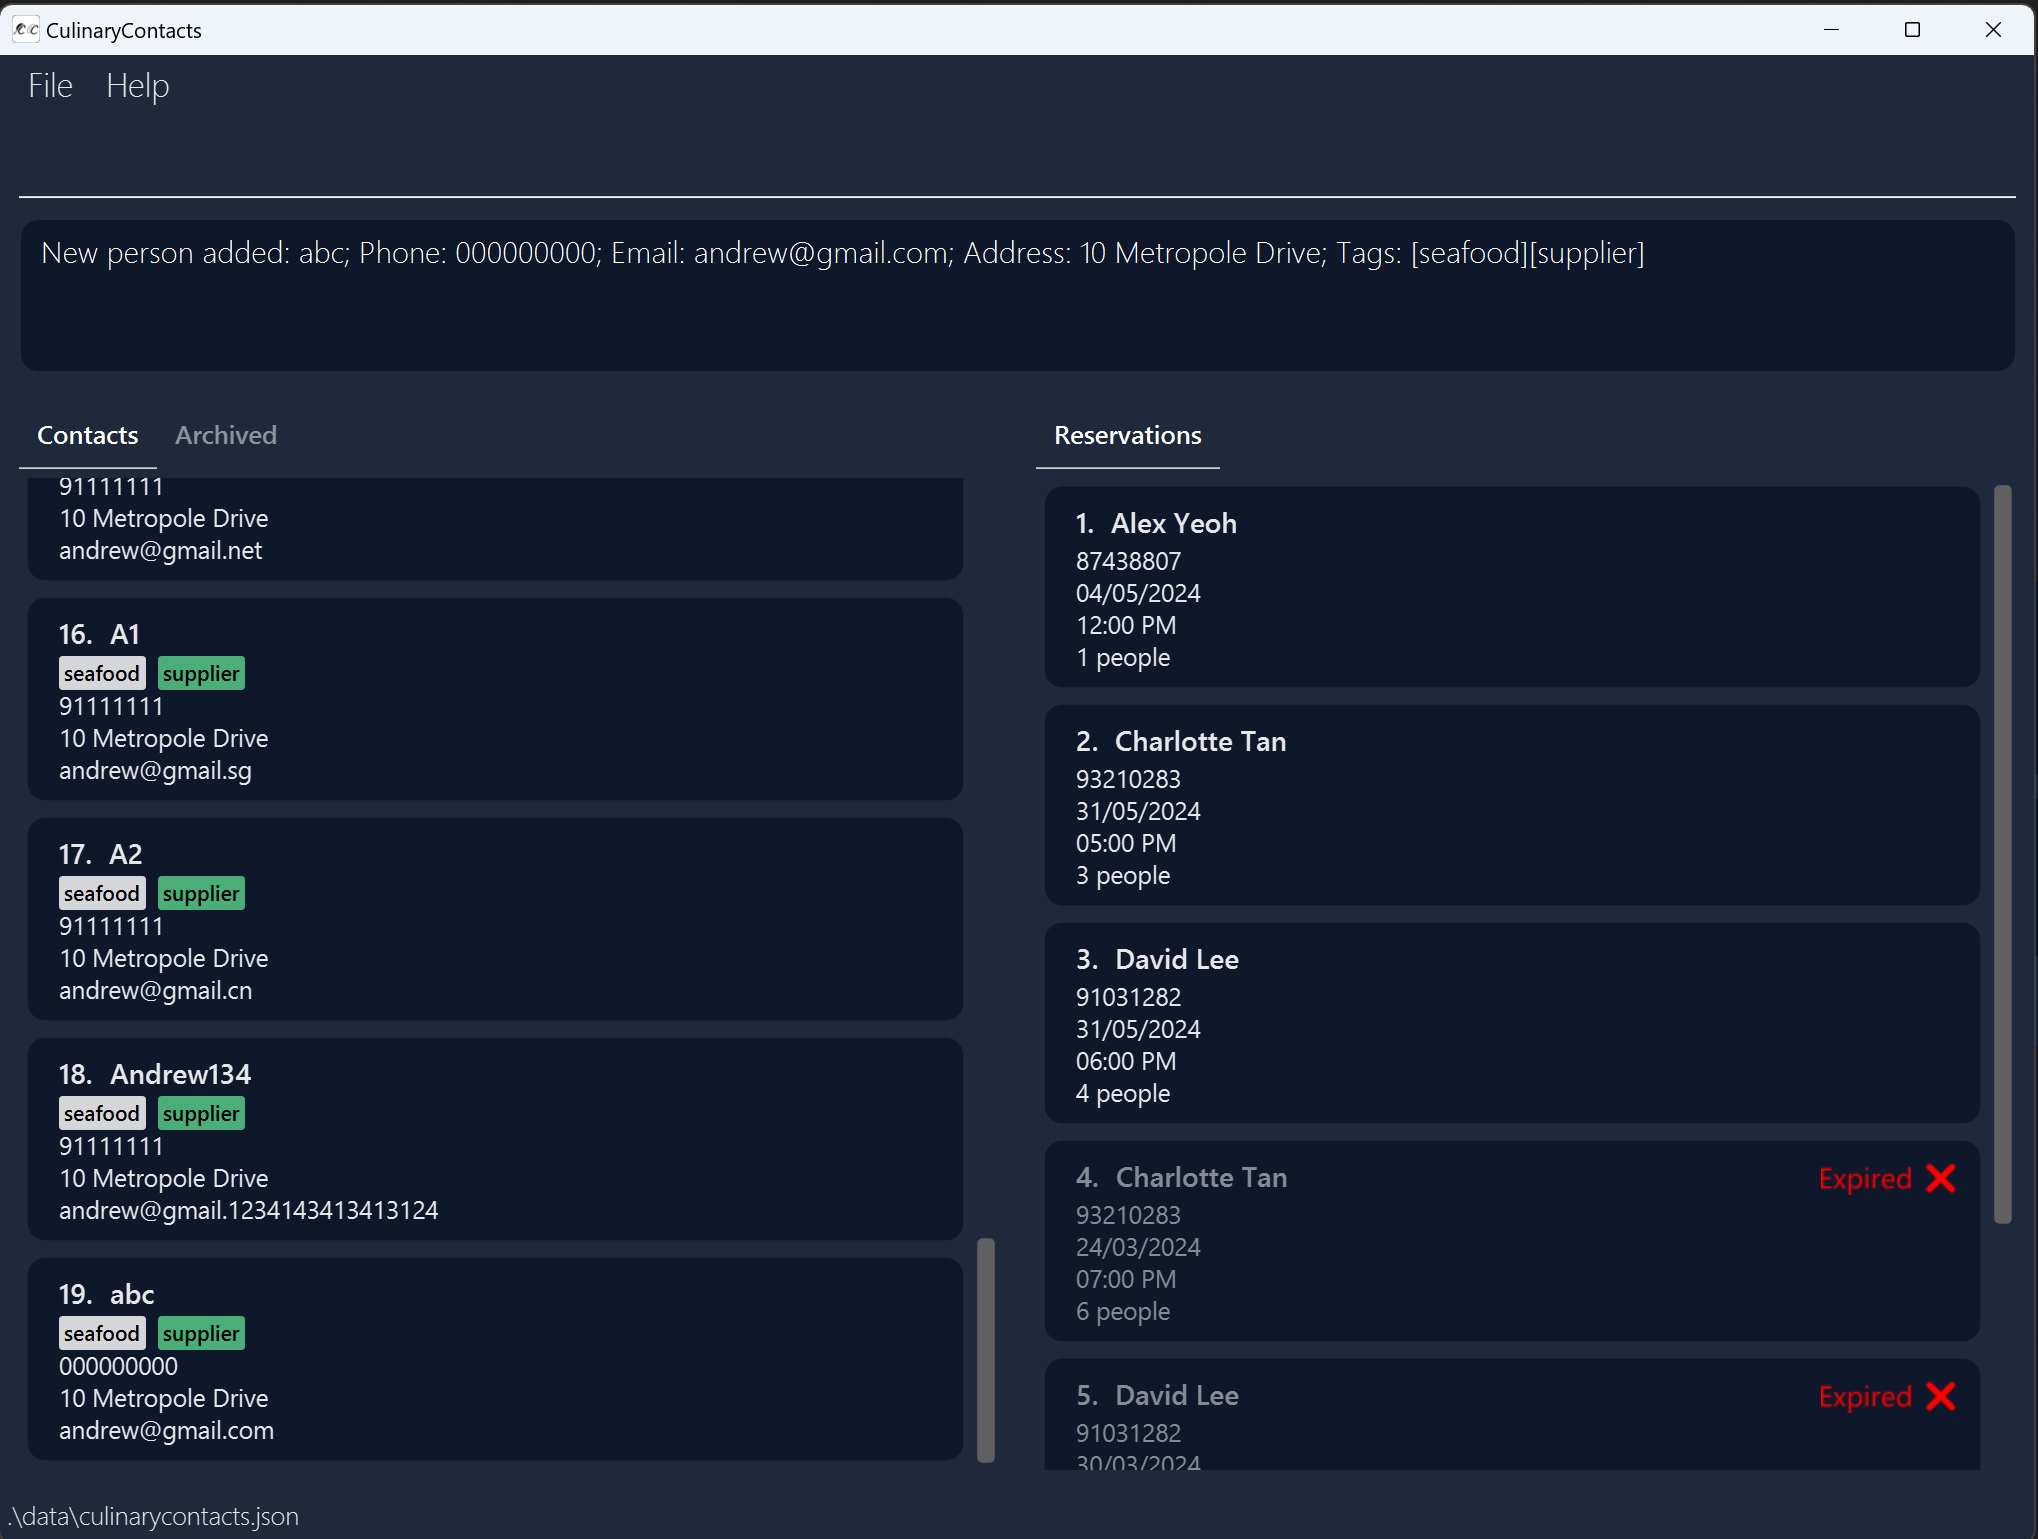 CulinaryContacts
File Help
New person added: abc; Phone: 000000000; Email: andrew@gmail.com; Address: 10 Metropole Drive; Tags: [seafood][supplier]
Contacts Archived
91111111
10 Metropole Drive
andrew@gmail.net
16. A1
seafood supplier
91111111
10 Metropole Drive
andrew@gmail.sg
17. A2
seafood supplier
91111111
10 Metropole Drive
andrew@gmail.cn
18. Andrew134
seafood supplier
91111111
10 Metropole Drive
andrew@gmail.1234143413413124
19. abc
seafood supplier
000000000
10 Metropole Drive
andrew@gmail.com
Reservations
1. Alex Yeoh
87438807
04/05/2024
12:00 PM
1 people
2. Charlotte Tan
93210283
31/05/2024
05:00 PM
3 people
3. David Lee
91031282
31/05/2024
06:00 PM
4 people
4. Charlotte Tan
Expired
93210283
24/03/2024
07:00 PM
6 people
5. David Lee
Expired
91031282
30/03/2024
.\data\culinarycontacts.json